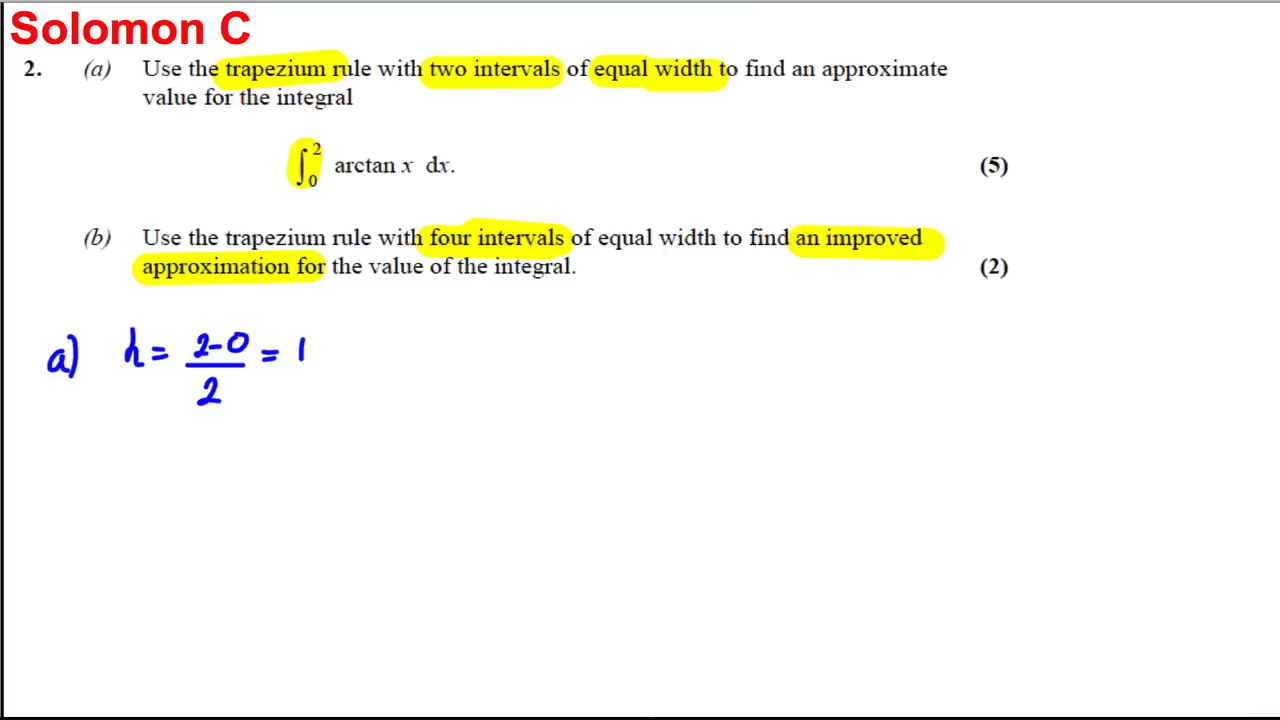 Solomon C
2. (a) Use the trapezium rule with two intervals of equal width to find an approximate
value for the integral
∫₀² arctan x dx. (5)
(b) Use the trapezium rule with four intervals of equal width to find an improved
approximation for the value of the integral. (2)
a) h = (2-0)/2 = 1